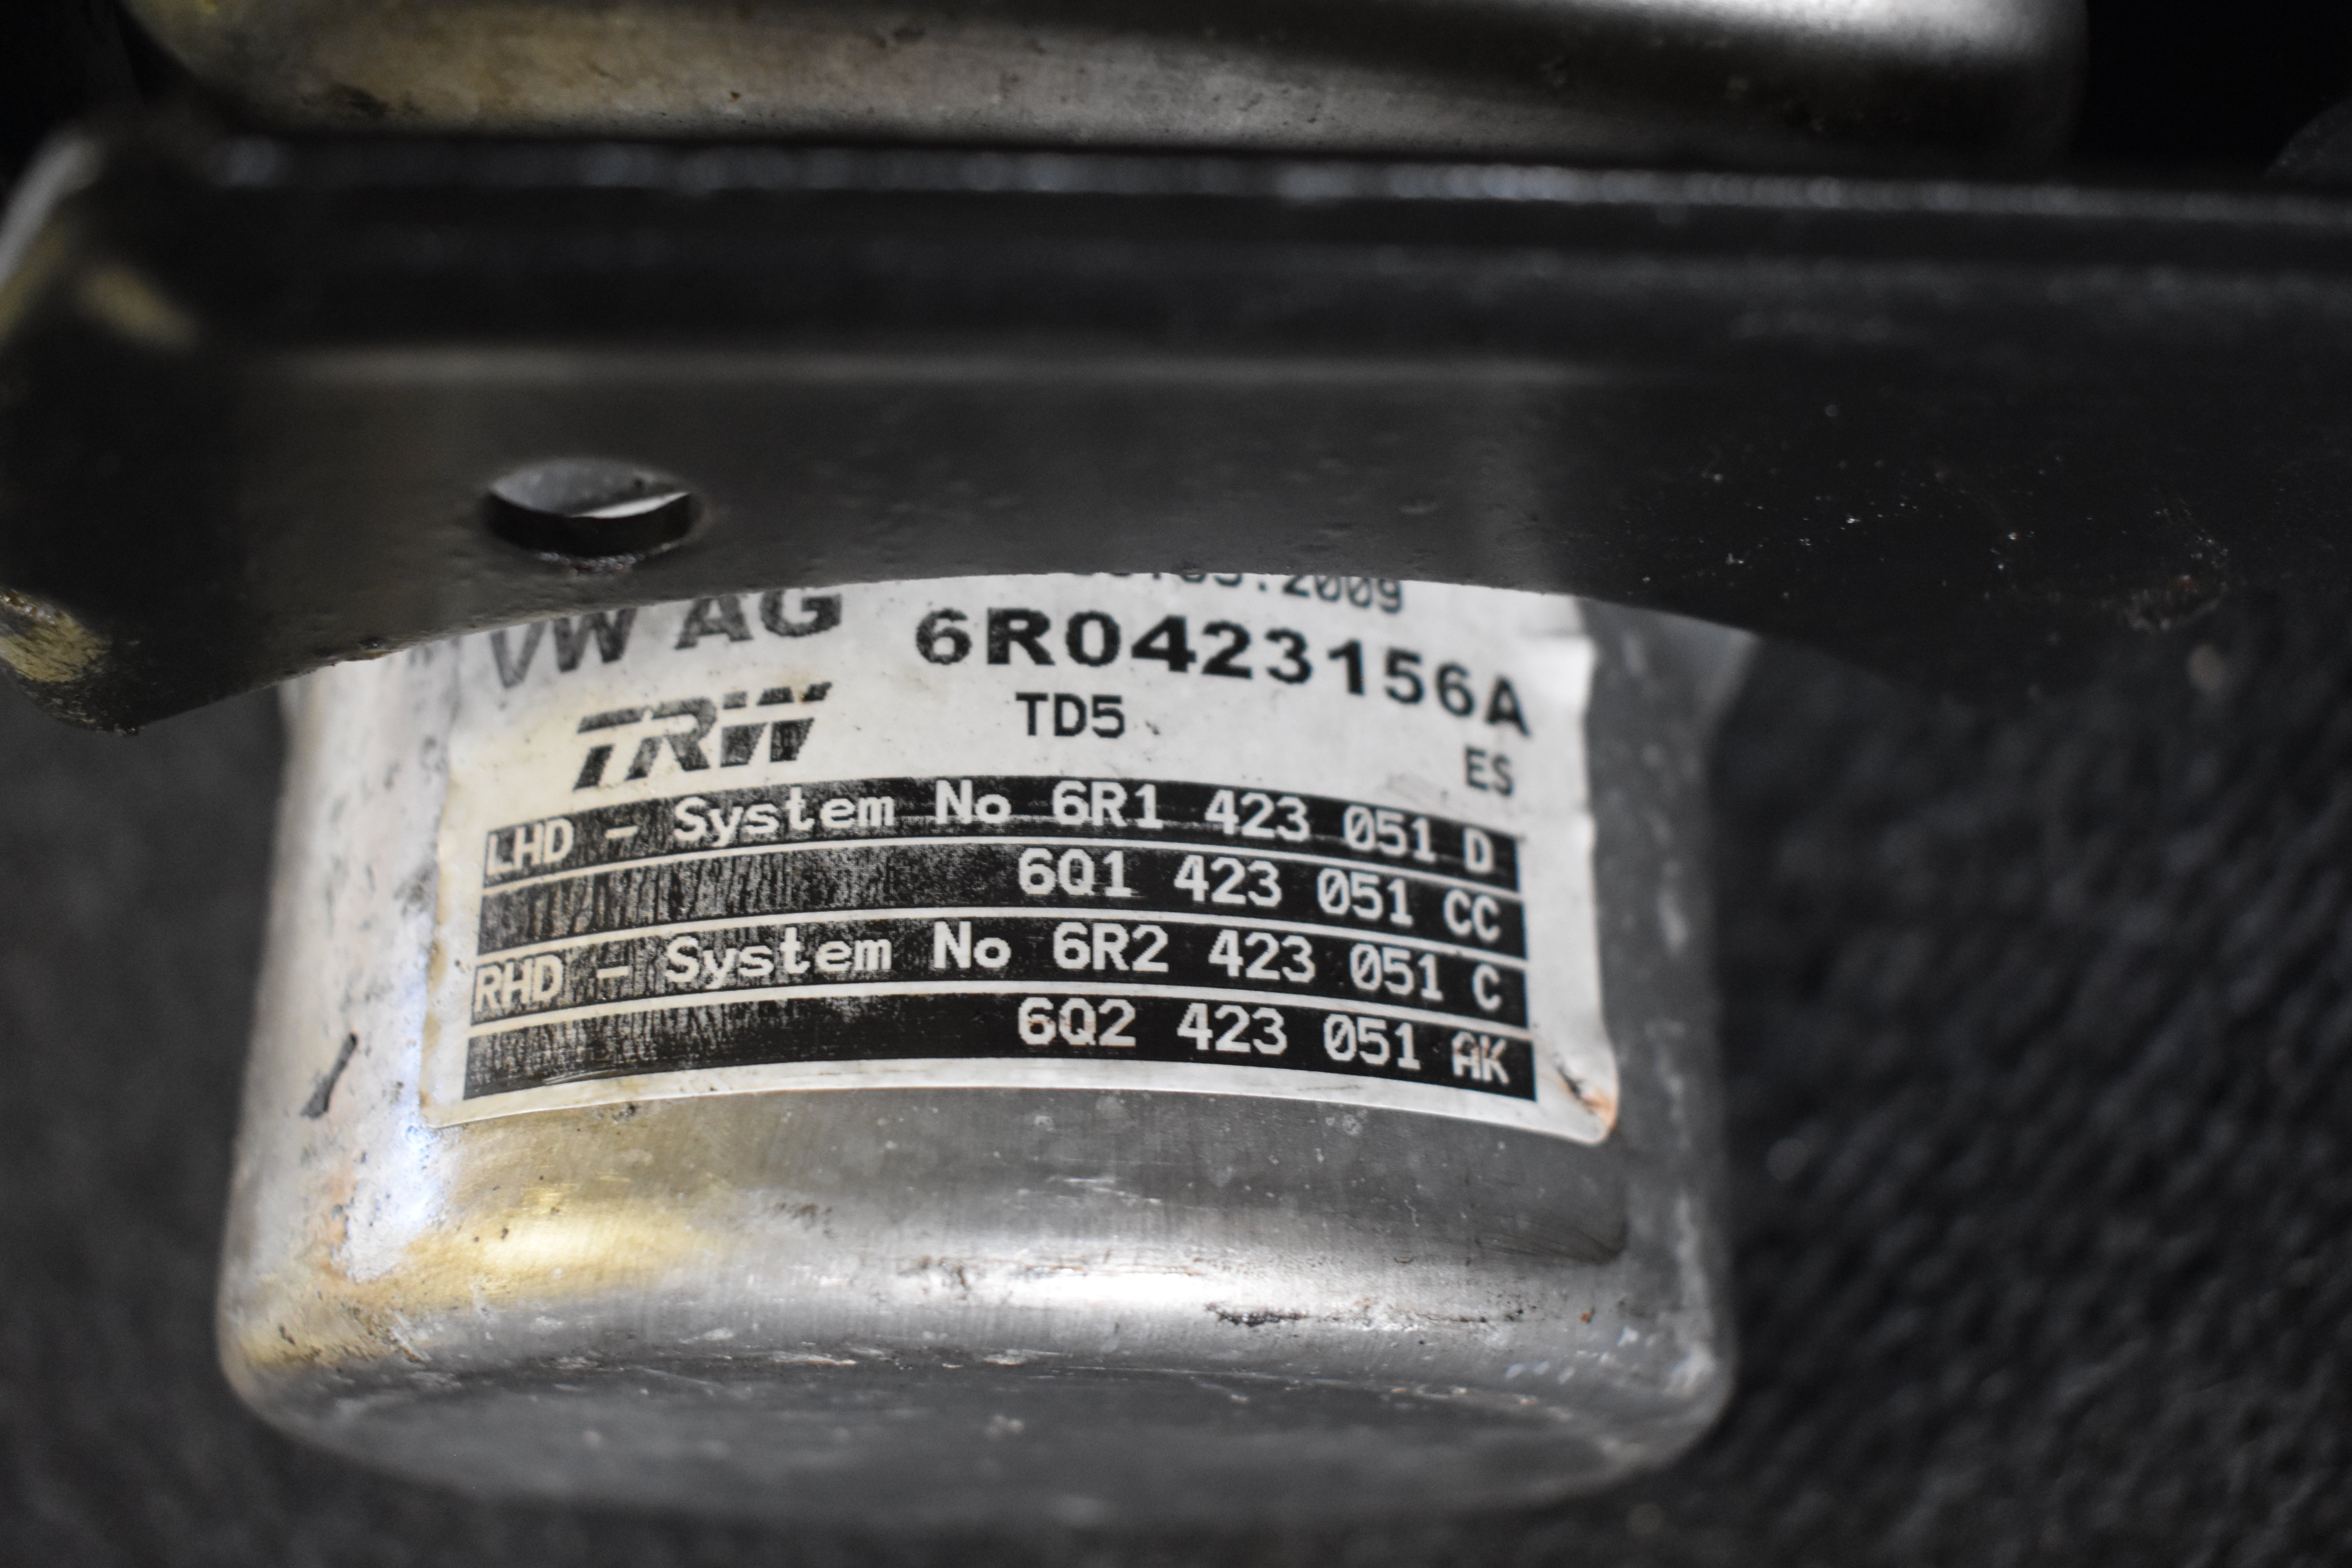 VW AG
6R0423156A
TRW TD5
ES
LHD - System No 6R1 423 051 D
6Q1 423 051 CC
RHD - System No 6R2 423 051 C
6Q2 423 051 AK